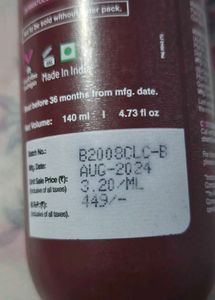 to be sold without outer pack.
Made in India
before 36 months from mfg. date.
Net Volume: 140 ml | 4.73 fl oz
Batch No.: B2008CLC-B
Mfg. Date: AUG-2024
Unit Sale Price (₹): 3.20/ML
(Inclusive of all taxes)
M.R.P. (₹): 449/-
(Inclusive of all taxes)